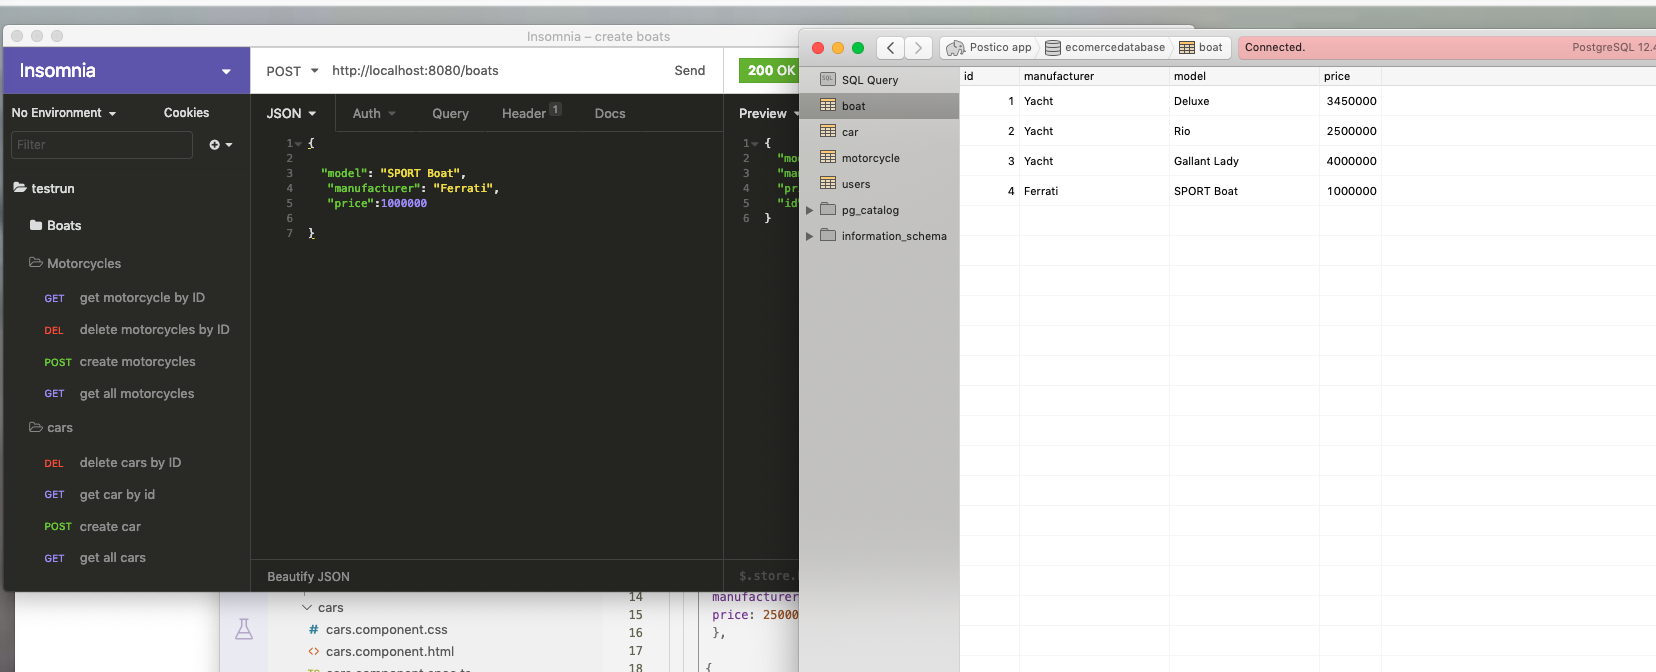 Insomnia – create boats
Insomnia
POST http://localhost:8080/boats Send 200 OK
No Environment Cookies
JSON Auth Query Header 1 Docs Preview
Filter
testrun
Boats
Motorcycles
GET get motorcycle by ID
DEL delete motorcycles by ID
POST create motorcycles
GET get all motorcycles
cars
DEL delete cars by ID
GET get car by id
POST create car
GET get all cars
1 {
2
3 "model": "SPORT Boat",
4 "manufacturer": "Ferrati",
5 "price":1000000
6
7 }
Beautify JSON
1 {
2 "mo
3 "ma
4 "pr
5 "id"
6 }
$.store.
Postico app ecomercedatabase boat Connected. PostgreSQL 12.4
SQL Query
boat
car
motorcycle
users
pg_catalog
information_schema
id manufacturer model price
1 Yacht Deluxe 3450000
2 Yacht Rio 2500000
3 Yacht Gallant Lady 4000000
4 Ferrati SPORT Boat 1000000
cars
# cars.component.css
<> cars.component.html
14 manufacturer
15 price: 25000
16 },
17
18 {